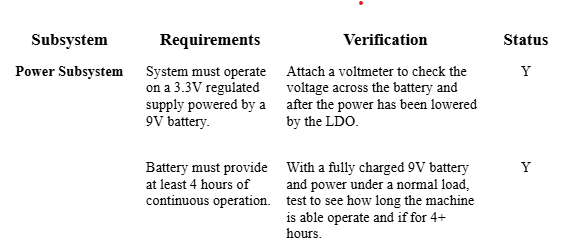 Subsystem Requirements Verification Status
Power Subsystem
System must operate
on a 3.3V regulated
supply powered by a
9V battery.
Attach a voltmeter to check the
voltage across the battery and
after the power has been lowered
by the LDO.
Y
Battery must provide
at least 4 hours of
continuous operation.
With a fully charged 9V battery
and power under a normal load,
test to see how long the machine
is able operate and if for 4+
hours.
Y